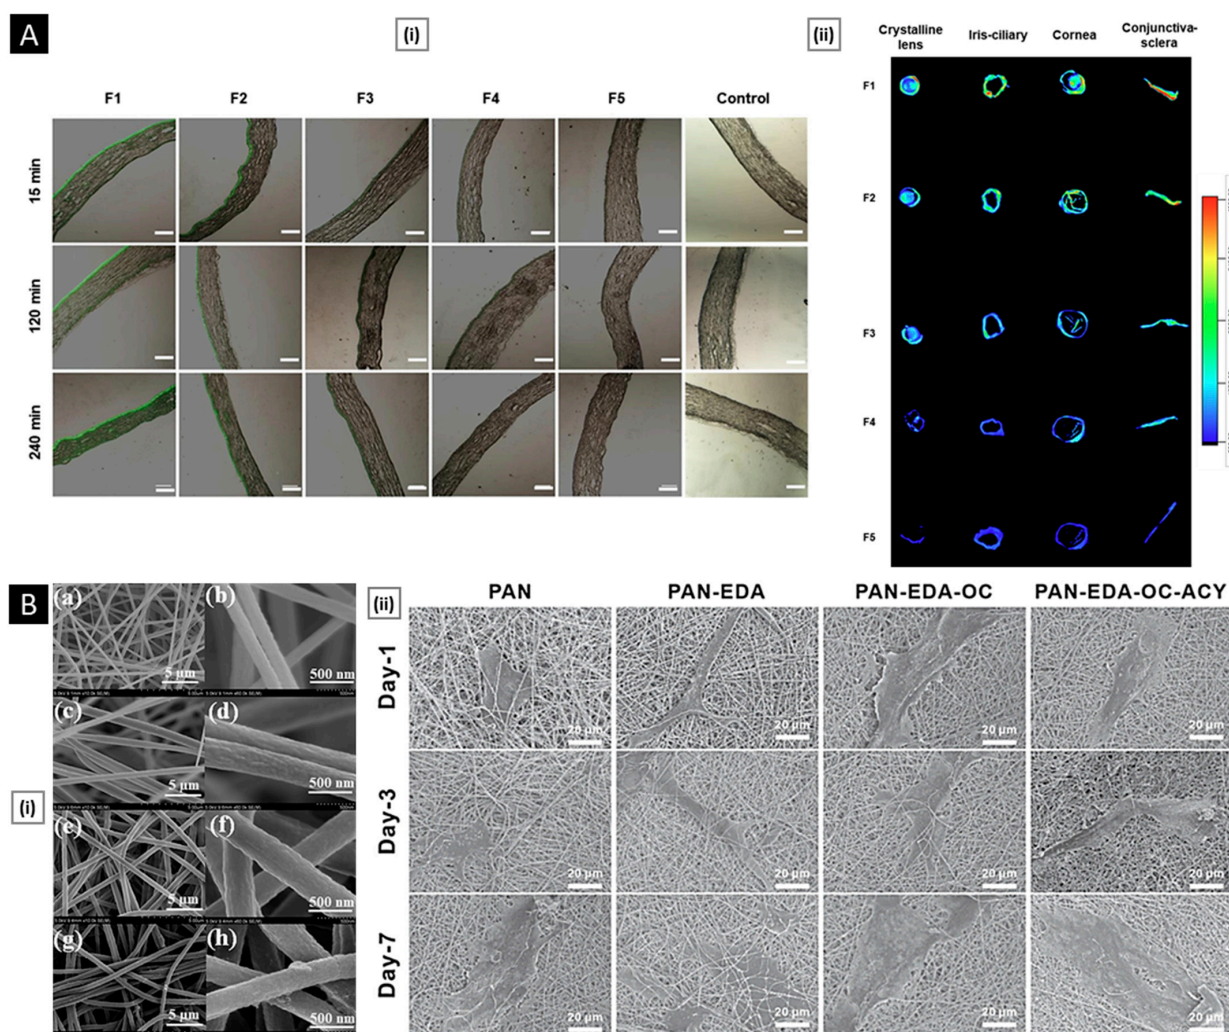 A
(i)
(ii)
F1 F2 F3 F4 F5 Control
15 min
120 min
240 min
Crystalline lens
Iris-ciliary
Cornea
Conjunctiva-sclera
F1
F2
F3
F4
F5
B
(i)
(a)
5 µm
(b)
500 nm
(c)
5 µm
(d)
500 nm
(e)
5 µm
(f)
500 nm
(g)
5 µm
(h)
500 nm
(ii)
PAN PAN-EDA PAN-EDA-OC PAN-EDA-OC-ACY
Day-1
20 µm 20 µm 20 µm 20 µm
Day-3
20 µm 20 µm 20 µm 20 µm
Day-7
20 µm 20 µm 20 µm 20 µm